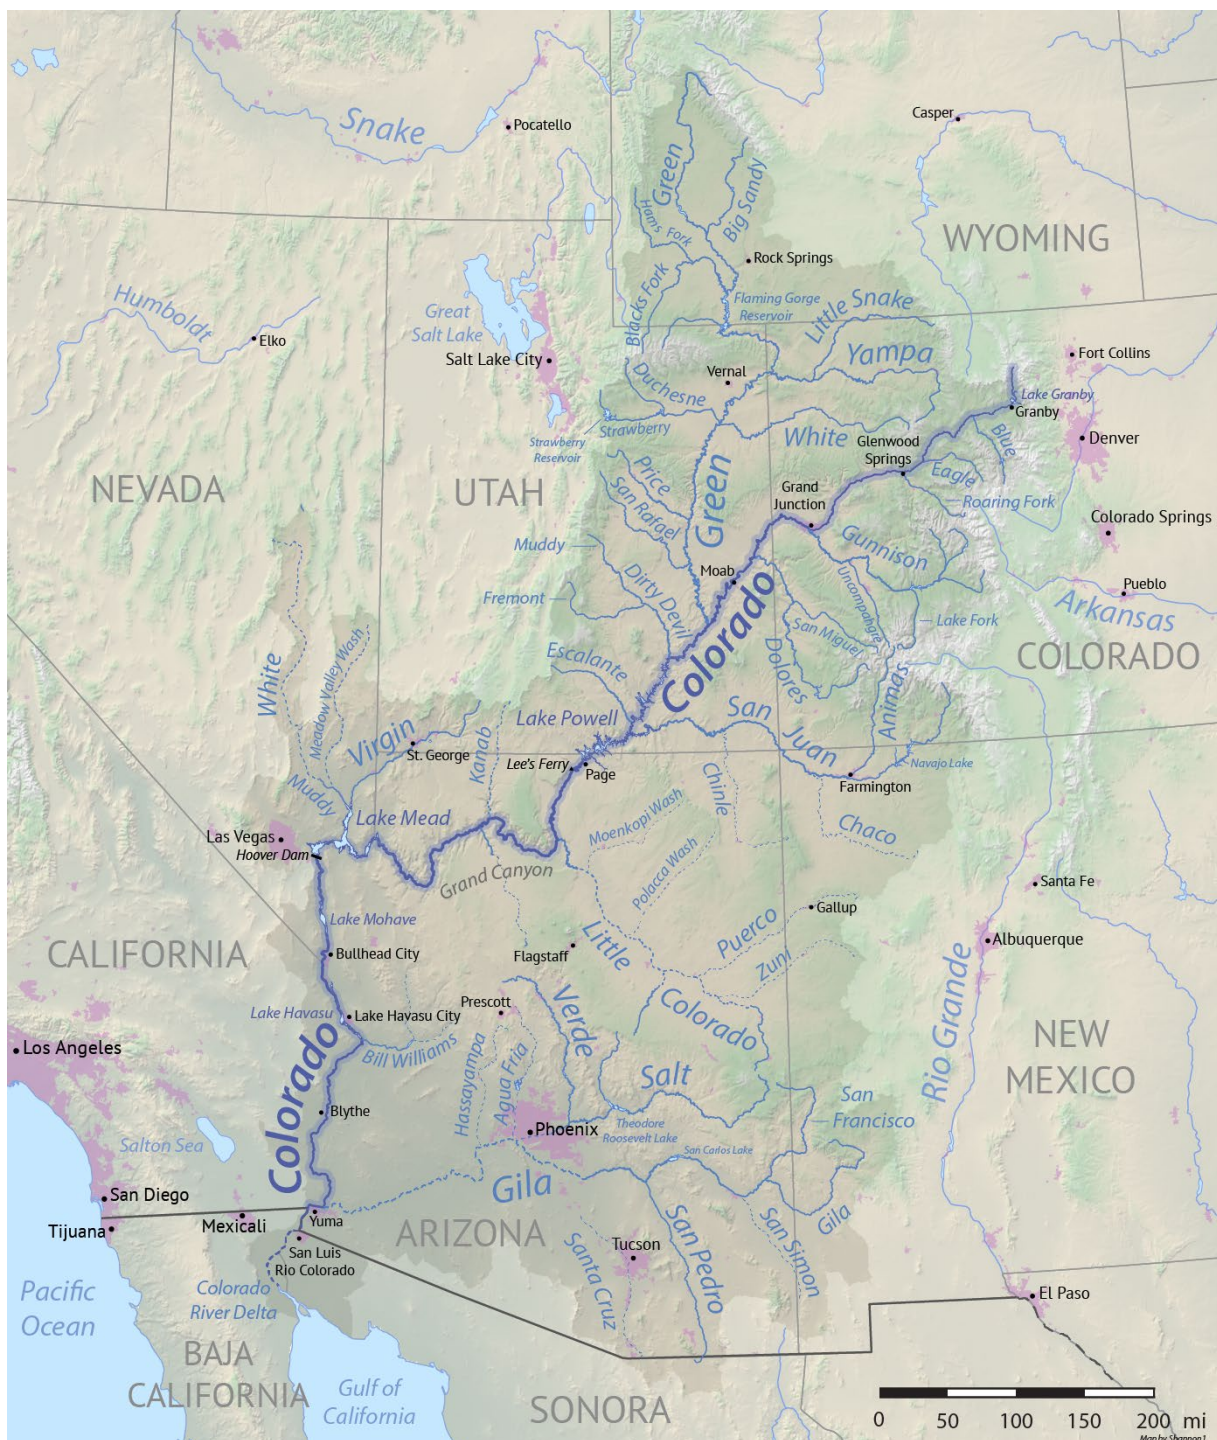 Snake
Pocatello
Casper
Green
Big Sandy
Hams Fork
WYOMING
Rock Springs
Blacks Fork
Flaming Gorge
Reservoir
Little Snake
Humboldt
Elko
Great
Salt Lake
Salt Lake City
Yampa
Fort Collins
Vernal
Duchesne
Lake Granby
Granby
Strawberry
Strawberry
Reservoir
White
Glenwood
Springs
Blue
Denver
Eagle
Roaring Fork
NEVADA
UTAH
Price
San Rafael
Green
Grand
Junction
Colorado Springs
Muddy
Gunnison
Moab
Dirty Devil
Fremont
Uncompahgre
Pueblo
Arkansas
Colorado
San Miguel
Lake Fork
Dolores
COLORADO
White
Meadow Valley Wash
Escalante
Animas
Lake Powell
San
Juan
Virgin
St. George
Kanab
Lee's Ferry
Page
Navajo Lake
Farmington
Muddy
Chinle
Chaco
Lake Mead
Moenkopi Wash
Las Vegas
Hoover Dam
Grand Canyon
Polacca Wash
Santa Fe
Lake Mohave
Gallup
Puerco
Zuni
CALIFORNIA
Bullhead City
Flagstaff
Little
Colorado
Albuquerque
Rio Grande
Prescott
Verde
Lake Havasu
Lake Havasu City
Colorado
Bill Williams
Los Angeles
NEW
MEXICO
Hassayampa
Agua Fria
Salt
San
Francisco
Blythe
Phoenix
Theodore
Roosevelt Lake
San Carlos Lake
Salton Sea
San Diego
Gila
Gila
Tijuana
Mexicali
Yuma
ARIZONA
San Luis
Rio Colorado
Santa Cruz
Tucson
San Pedro
San Simon
Pacific
Ocean
Colorado
River Delta
El Paso
BAJA
CALIFORNIA
Gulf of
California
SONORA
0 50 100 150 200 mi
Map by Shannon1